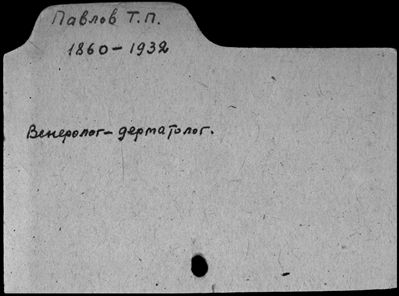 Павлов Т.П.
1860-1932
Венеролог-дерматолог.